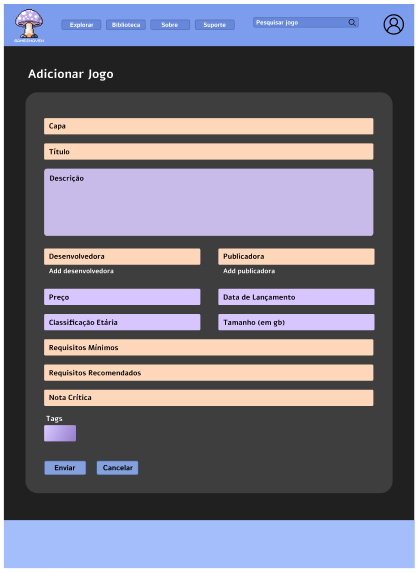 Explorar
Biblioteca
Sobre
Suporte
Pesquisar jogo
Adicionar Jogo
Capa
Título
Descrição
Desenvolvedora
Publicadora
Add desenvolvedora
Add publicadora
Preço
Data de Lançamento
Classificação Etária
Tamanho (em gb)
Requisitos Mínimos
Requisitos Recomendados
Nota Crítica
Tags
Enviar
Cancelar